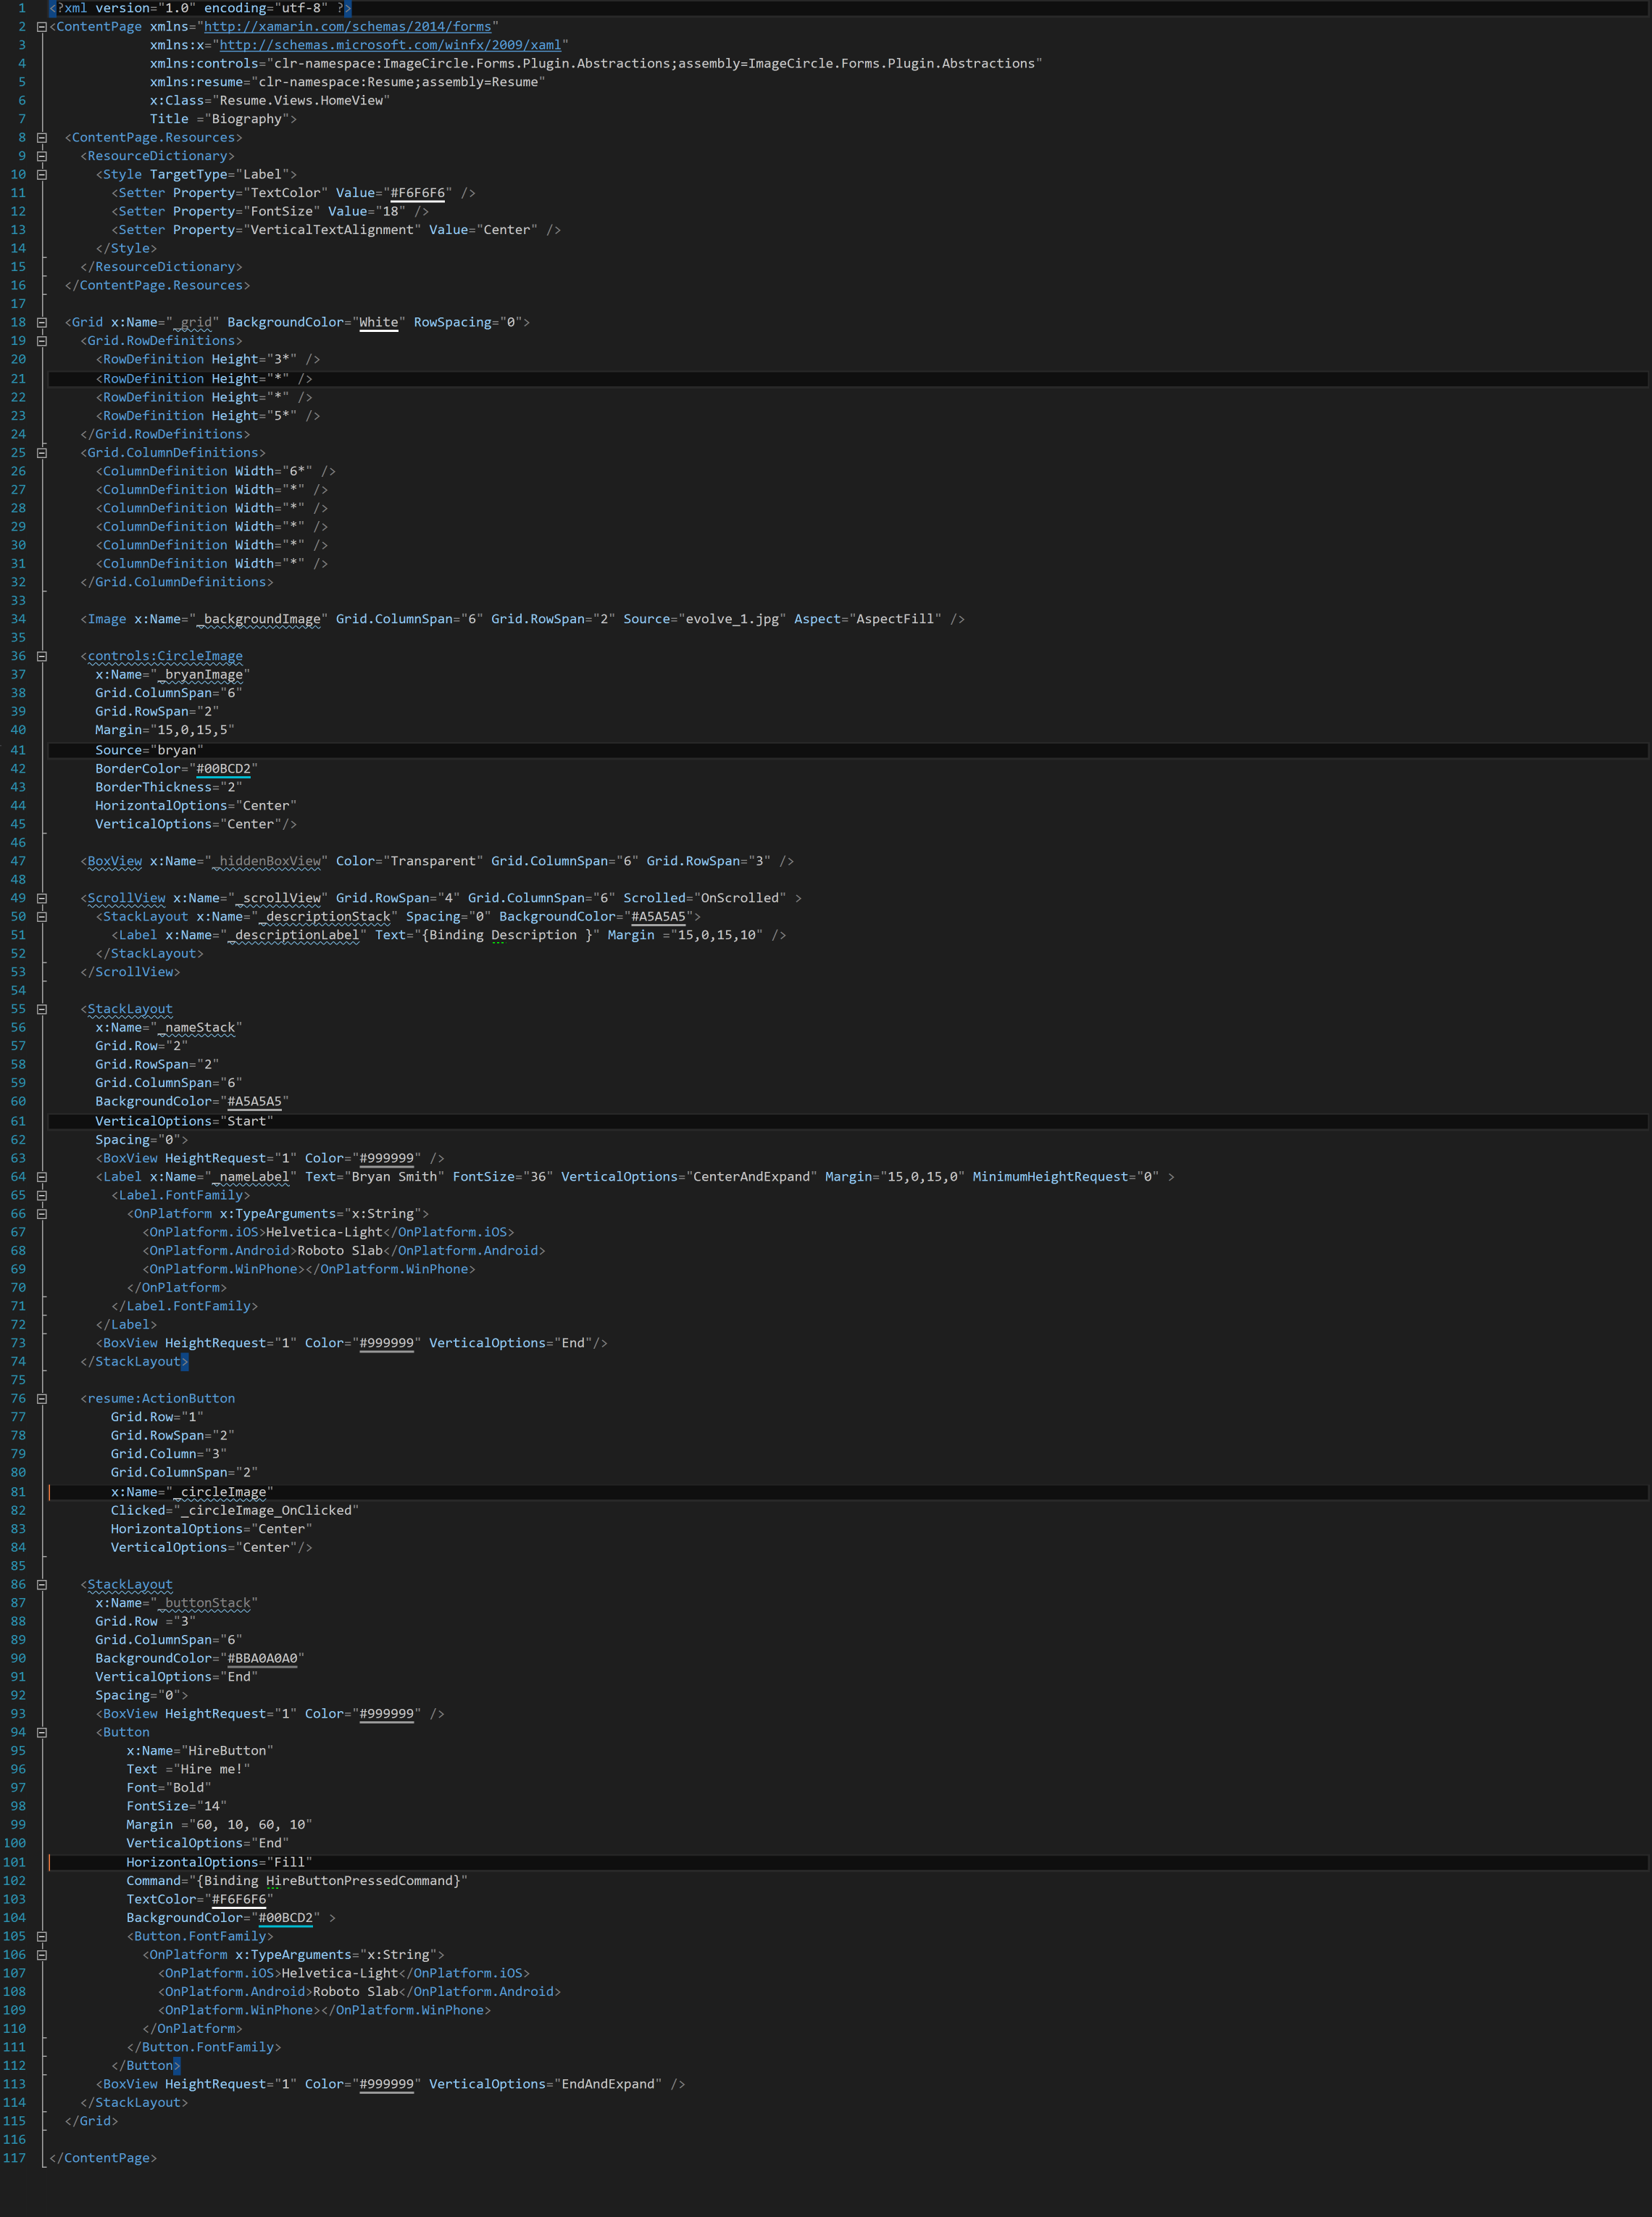 1 <?xml version="1.0" encoding="utf-8" ?>
2 <ContentPage xmlns="http://xamarin.com/schemas/2014/forms"
3 xmlns:x="http://schemas.microsoft.com/winfx/2009/xaml"
4 xmlns:controls="clr-namespace:ImageCircle.Forms.Plugin.Abstractions;assembly=ImageCircle.Forms.Plugin.Abstractions"
5 xmlns:resume="clr-namespace:Resume;assembly=Resume"
6 x:Class="Resume.Views.HomeView"
7 Title ="Biography">
8 <ContentPage.Resources>
9 <ResourceDictionary>
10 <Style TargetType="Label">
11 <Setter Property="TextColor" Value="#F6F6F6" />
12 <Setter Property="FontSize" Value="18" />
13 <Setter Property="VerticalTextAlignment" Value="Center" />
14 </Style>
15 </ResourceDictionary>
16 </ContentPage.Resources>
17
18 <Grid x:Name="_grid" BackgroundColor="White" RowSpacing="0">
19 <Grid.RowDefinitions>
20 <RowDefinition Height="3*" />
21 <RowDefinition Height="*" />
22 <RowDefinition Height="*" />
23 <RowDefinition Height="5*" />
24 </Grid.RowDefinitions>
25 <Grid.ColumnDefinitions>
26 <ColumnDefinition Width="6*" />
27 <ColumnDefinition Width="*" />
28 <ColumnDefinition Width="*" />
29 <ColumnDefinition Width="*" />
30 <ColumnDefinition Width="*" />
31 <ColumnDefinition Width="*" />
32 </Grid.ColumnDefinitions>
33
34 <Image x:Name="_backgroundImage" Grid.ColumnSpan="6" Grid.RowSpan="2" Source="evolve_1.jpg" Aspect="AspectFill" />
35
36 <controls:CircleImage
37 x:Name="_bryanImage"
38 Grid.ColumnSpan="6"
39 Grid.RowSpan="2"
40 Margin="15,0,15,5"
41 Source="bryan"
42 BorderColor="#00BCD2"
43 BorderThickness="2"
44 HorizontalOptions="Center"
45 VerticalOptions="Center"/>
46
47 <BoxView x:Name="_hiddenBoxView" Color="Transparent" Grid.ColumnSpan="6" Grid.RowSpan="3" />
48
49 <ScrollView x:Name="_scrollView" Grid.RowSpan="4" Grid.ColumnSpan="6" Scrolled="OnScrolled" >
50 <StackLayout x:Name="_descriptionStack" Spacing="0" BackgroundColor="#A5A5A5">
51 <Label x:Name="_descriptionLabel" Text="{Binding Description }" Margin ="15,0,15,10" />
52 </StackLayout>
53 </ScrollView>
54
55 <StackLayout
56 x:Name="_nameStack"
57 Grid.Row="2"
58 Grid.RowSpan="2"
59 Grid.ColumnSpan="6"
60 BackgroundColor="#A5A5A5"
61 VerticalOptions="Start"
62 Spacing="0">
63 <BoxView HeightRequest="1" Color="#999999" />
64 <Label x:Name="_nameLabel" Text="Bryan Smith" FontSize="36" VerticalOptions="CenterAndExpand" Margin="15,0,15,0" MinimumHeightRequest="0" >
65 <Label.FontFamily>
66 <OnPlatform x:TypeArguments="x:String">
67 <OnPlatform.iOS>Helvetica-Light</OnPlatform.iOS>
68 <OnPlatform.Android>Roboto Slab</OnPlatform.Android>
69 <OnPlatform.WinPhone></OnPlatform.WinPhone>
70 </OnPlatform>
71 </Label.FontFamily>
72 </Label>
73 <BoxView HeightRequest="1" Color="#999999" VerticalOptions="End"/>
74 </StackLayout>
75
76 <resume:ActionButton
77 Grid.Row="1"
78 Grid.RowSpan="2"
79 Grid.Column="3"
80 Grid.ColumnSpan="2"
81 x:Name="_circleImage"
82 Clicked="_circleImage_OnClicked"
83 HorizontalOptions="Center"
84 VerticalOptions="Center"/>
85
86 <StackLayout
87 x:Name="_buttonStack"
88 Grid.Row ="3"
89 Grid.ColumnSpan="6"
90 BackgroundColor="#BBA0A0A0"
91 VerticalOptions="End"
92 Spacing="0">
93 <BoxView HeightRequest="1" Color="#999999" />
94 <Button
95 x:Name="HireButton"
96 Text ="Hire me!"
97 Font="Bold"
98 FontSize="14"
99 Margin ="60, 10, 60, 10"
100 VerticalOptions="End"
101 HorizontalOptions="Fill"
102 Command="{Binding HireButtonPressedCommand}"
103 TextColor="#F6F6F6"
104 BackgroundColor="#00BCD2" >
105 <Button.FontFamily>
106 <OnPlatform x:TypeArguments="x:String">
107 <OnPlatform.iOS>Helvetica-Light</OnPlatform.iOS>
108 <OnPlatform.Android>Roboto Slab</OnPlatform.Android>
109 <OnPlatform.WinPhone></OnPlatform.WinPhone>
110 </OnPlatform>
111 </Button.FontFamily>
112 </Button>
113 <BoxView HeightRequest="1" Color="#999999" VerticalOptions="EndAndExpand" />
114 </StackLayout>
115 </Grid>
116
117 </ContentPage>